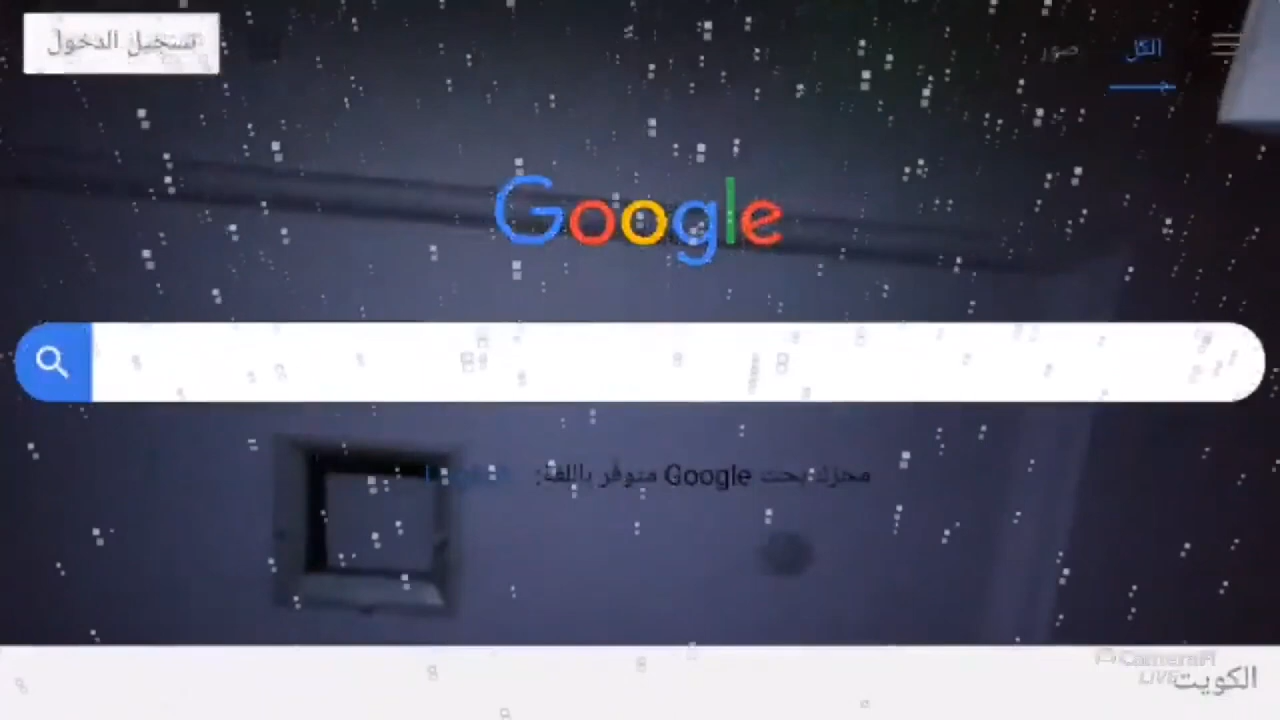 الكل صور تسجيل الدخول
Google
محرك بحث Google متوفر باللغة:
CameraFi
LIVE
الكويت